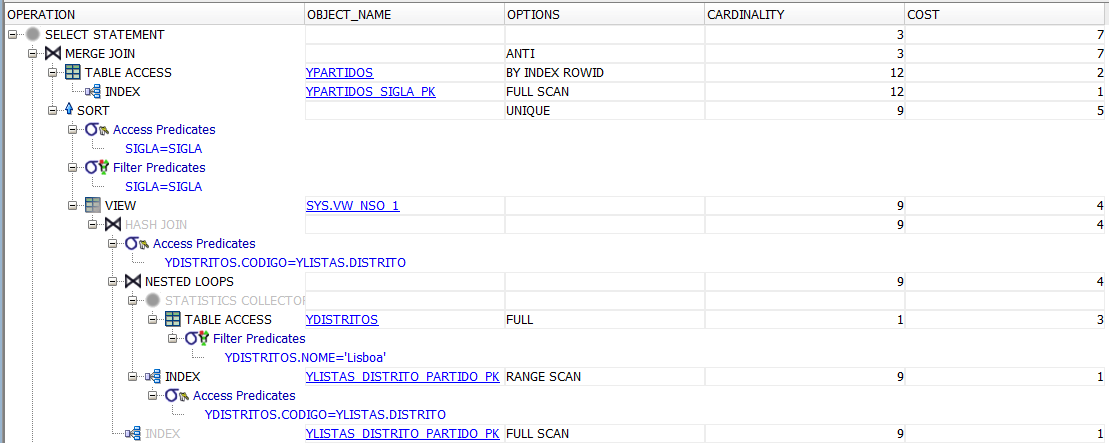 OPERATION OBJECT_NAME OPTIONS CARDINALITY COST
SELECT STATEMENT 3 7
MERGE JOIN ANTI 3 7
TABLE ACCESS YPARTIDOS BY INDEX ROWID 12 2
INDEX YPARTIDOS_SIGLA_PK FULL SCAN 12 1
SORT UNIQUE 9 5
Access Predicates
SIGLA=SIGLA
Filter Predicates
SIGLA=SIGLA
VIEW SYS.VW_NSO_1 9 4
HASH JOIN 9 4
Access Predicates
YDISTRITOS.CODIGO=YLISTAS.DISTRITO
NESTED LOOPS 9 4
STATISTICS COLLECTOR
TABLE ACCESS YDISTRITOS FULL 1 3
Filter Predicates
YDISTRITOS.NOME='Lisboa'
INDEX YLISTAS_DISTRITO_PARTIDO_PK RANGE SCAN 9 1
Access Predicates
YDISTRITOS.CODIGO=YLISTAS.DISTRITO
INDEX YLISTAS_DISTRITO_PARTIDO_PK FULL SCAN 9 1